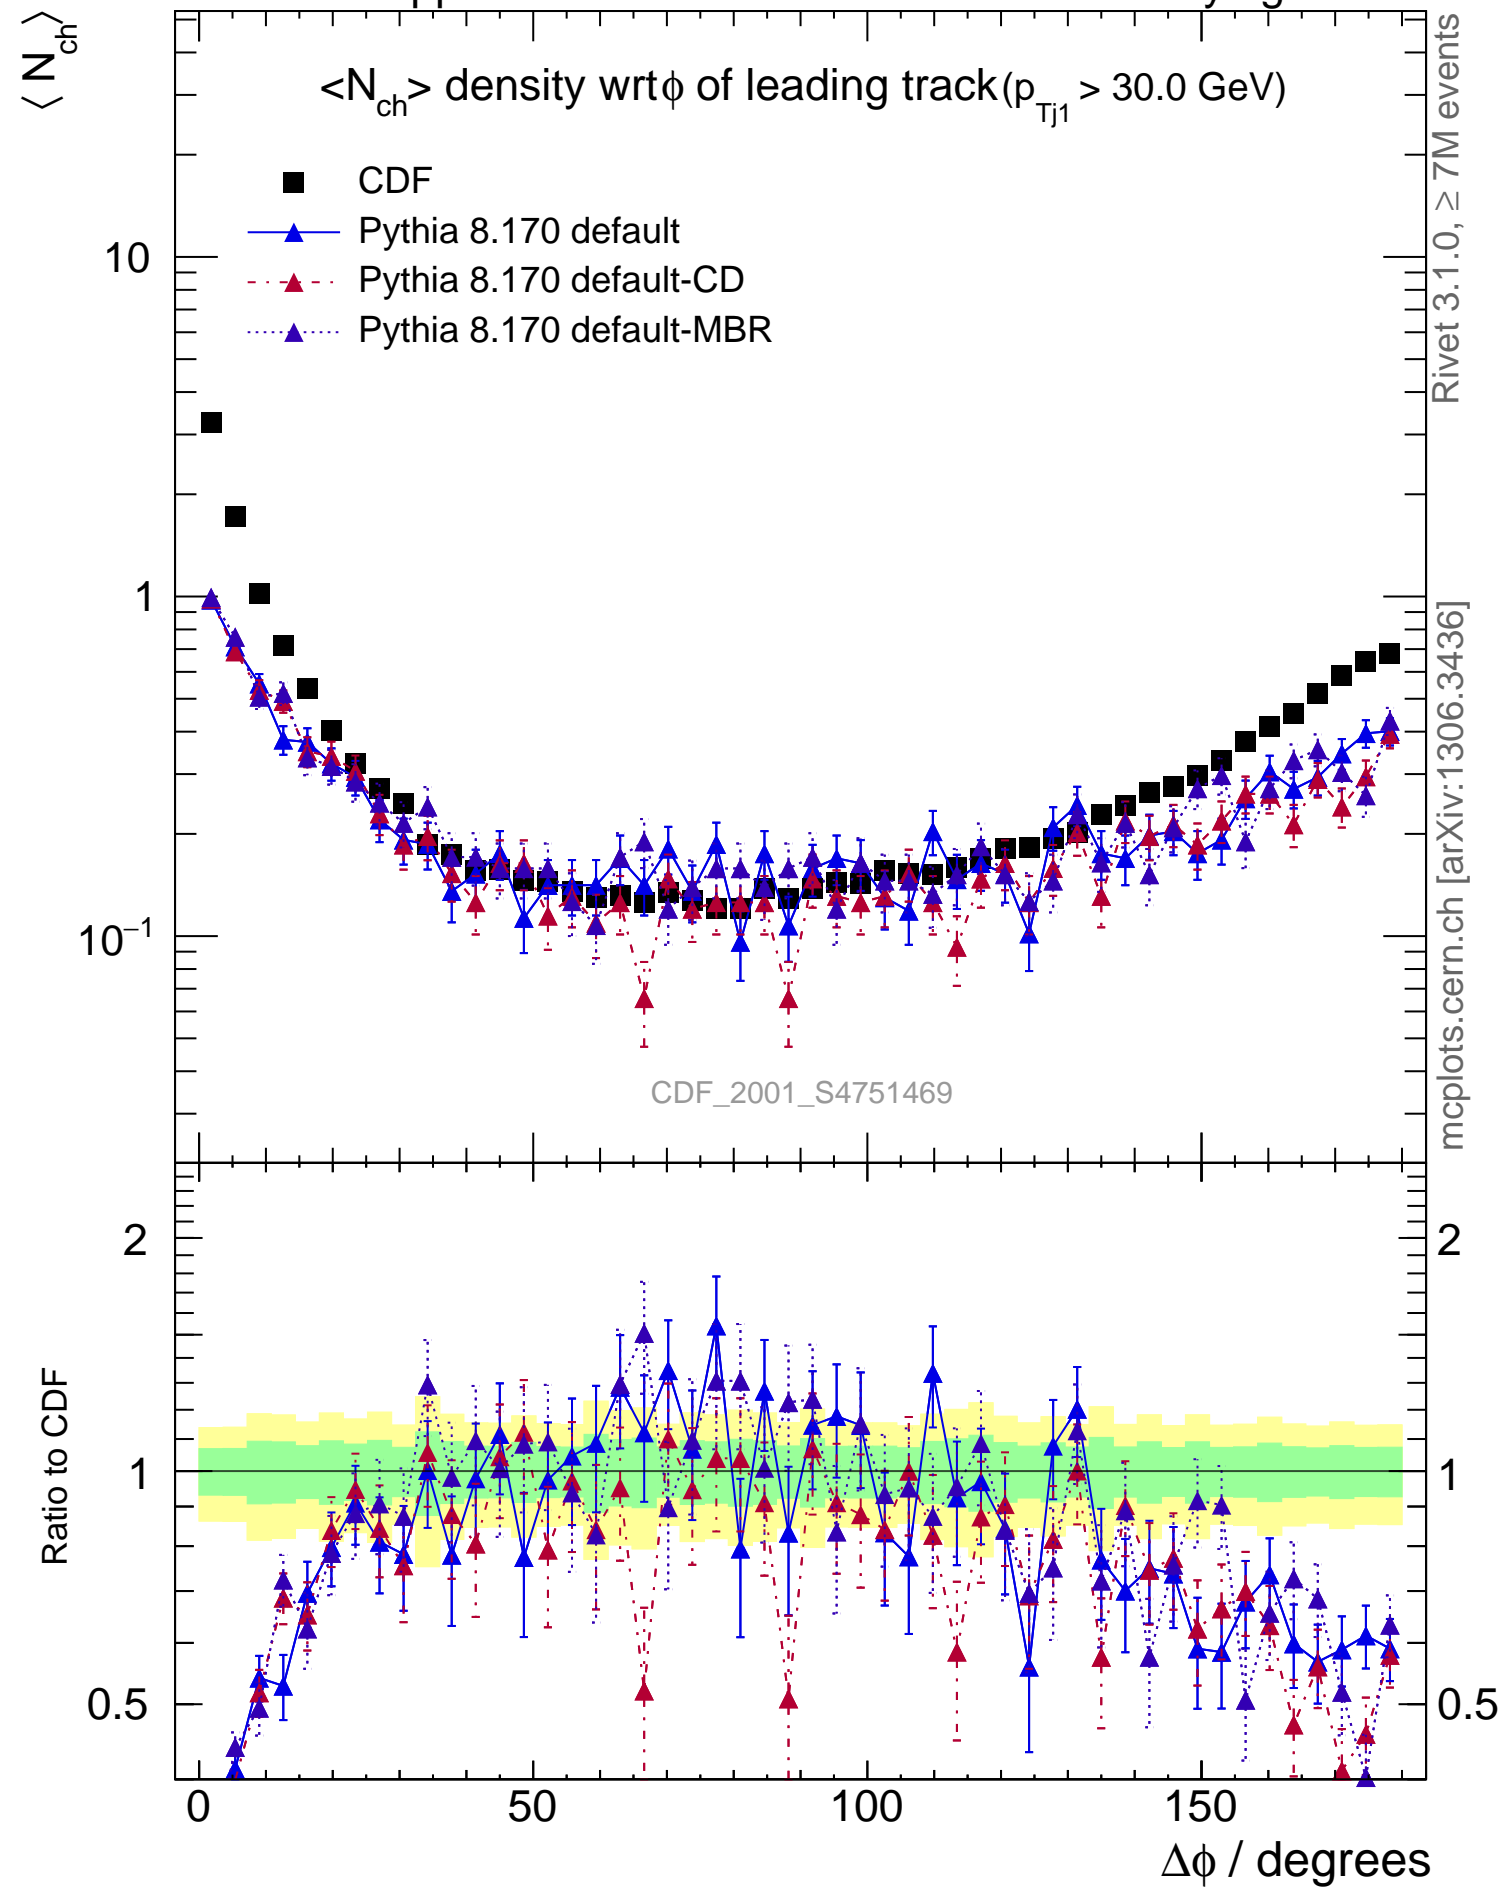 ⟨ N_ch ⟩
<N_ch> density wrtϕ of leading track(p_Tj1 > 30.0 GeV)
CDF
Pythia 8.170 default
Pythia 8.170 default-CD
Pythia 8.170 default-MBR
10
1
10⁻¹
CDF_2001_S4751469
Rivet 3.1.0, ≥ 7M events
mcplots.cern.ch [arXiv:1306.3436]
Ratio to CDF
2
1
0.5
2
1
0.5
0 50 100 150
Δϕ / degrees